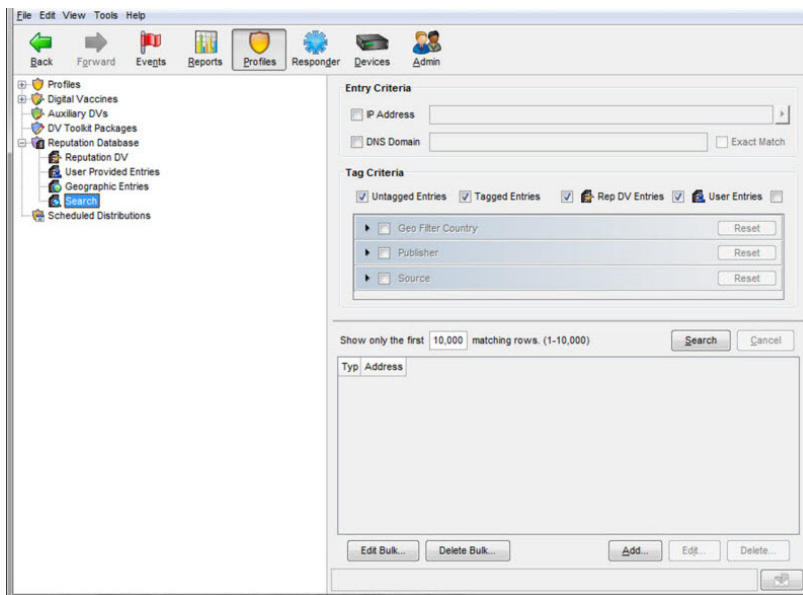 File Edit View Tools Help
Back Forward Events Reports Profiles Responder Devices Admin
Profiles
Digital Vaccines
Auxiliary DVs
DV Toolkit Packages
Reputation Database
Reputation DV
User Provided Entries
Geographic Entries
Search
Scheduled Distributions
Entry Criteria
IP Address
DNS Domain Exact Match
Tag Criteria
Untagged Entries Tagged Entries Rep DV Entries User Entries
Geo Filter Country Reset
Publisher Reset
Source Reset
Show only the first 10,000 matching rows. (1-10,000) Search Cancel
Typ Address
Edit Bulk... Delete Bulk... Add... Edit... Delete...